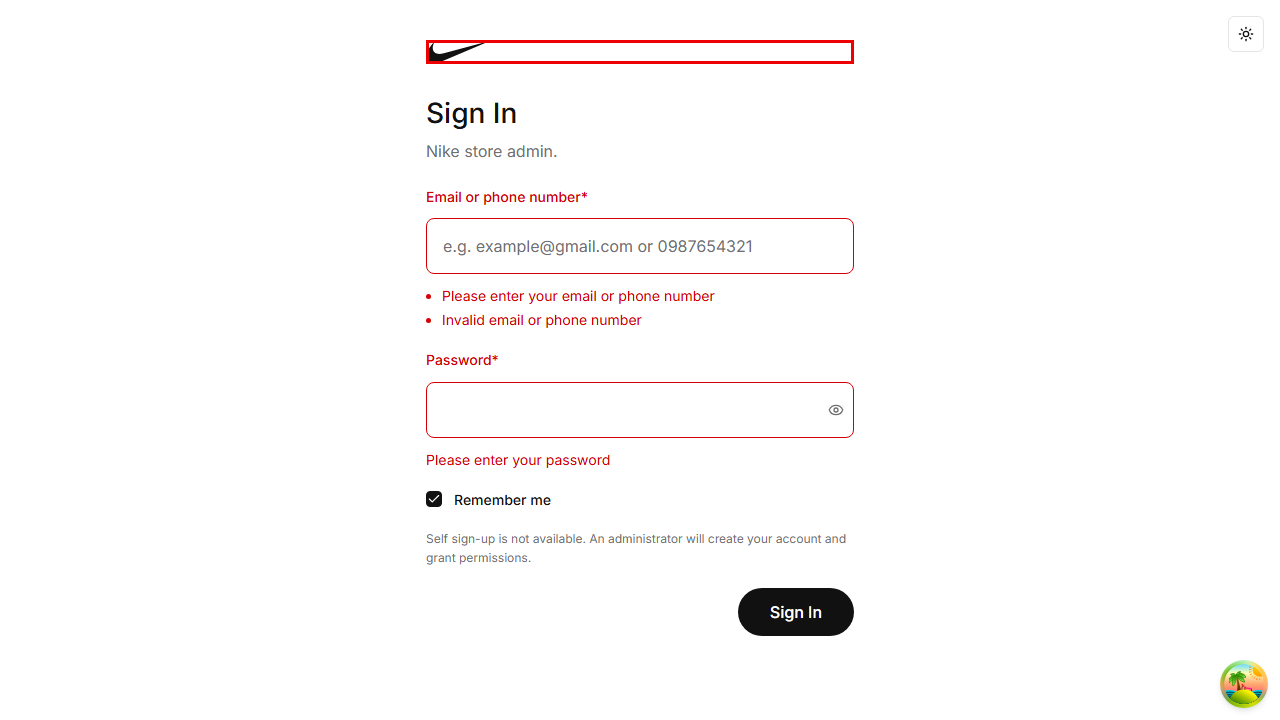 Sign In
Nike store admin.
Email or phone number*
e.g. example@gmail.com or 0987654321
Please enter your email or phone number
Invalid email or phone number
Password*
Please enter your password
Remember me
Self sign-up is not available. An administrator will create your account and
grant permissions.
Sign In